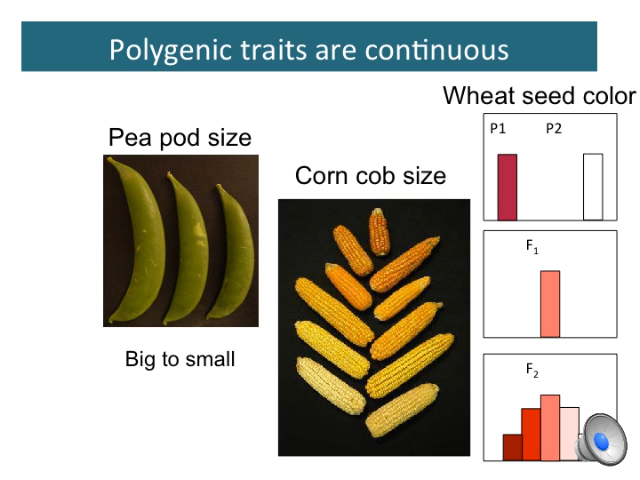 Polygenic traits are continuous
Wheat seed color
P1 P2
Pea pod size
Corn cob size
F1
Big to small
F2